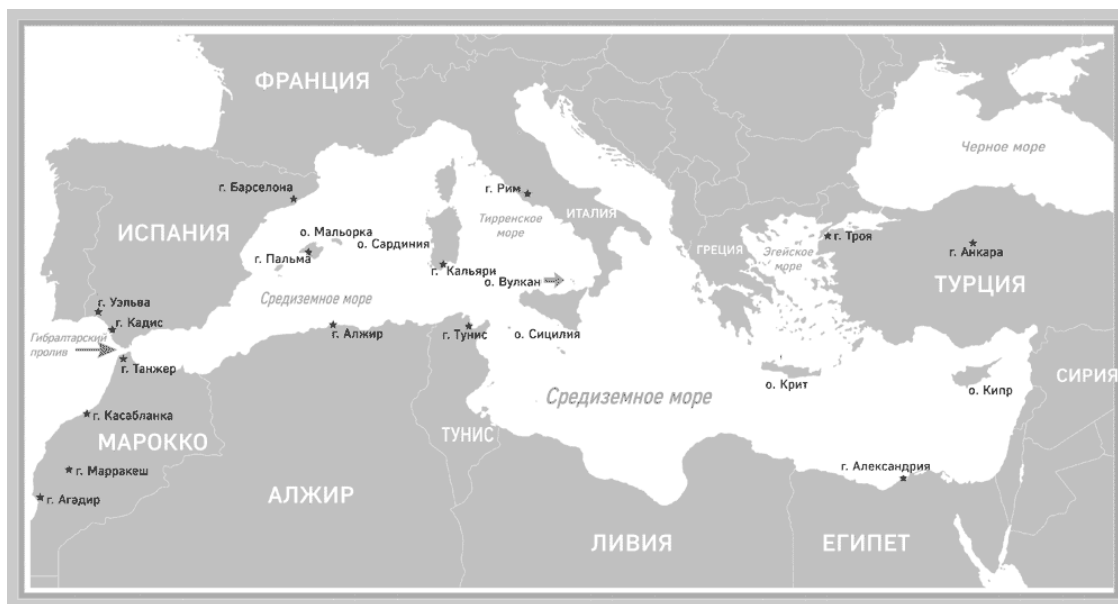 ФРАНЦИЯ
Черное море
г. Барселона
г. Рим
ИТАЛИЯ
Тирренское
море
ИСПАНИЯ
о. Мальорка
о. Сардиния
г. Пальма
г. Кальяри
о. Вулкан
ГРЕЦИЯ
Эгейское
море
г. Троя
г. Анкара
ТУРЦИЯ
Средиземное море
г. Уэльва
г. Кадис
Гибралтарский
пролив
г. Танжер
г. Алжир
г. Тунис
о. Сицилия
о. Крит
о. Кипр
СИРИЯ
Средиземное море
г. Касабланка
МАРОККО
ТУНИС
г. Марракеш
г. Агадир
АЛЖИР
г. Александрия
ЛИВИЯ
ЕГИПЕТ